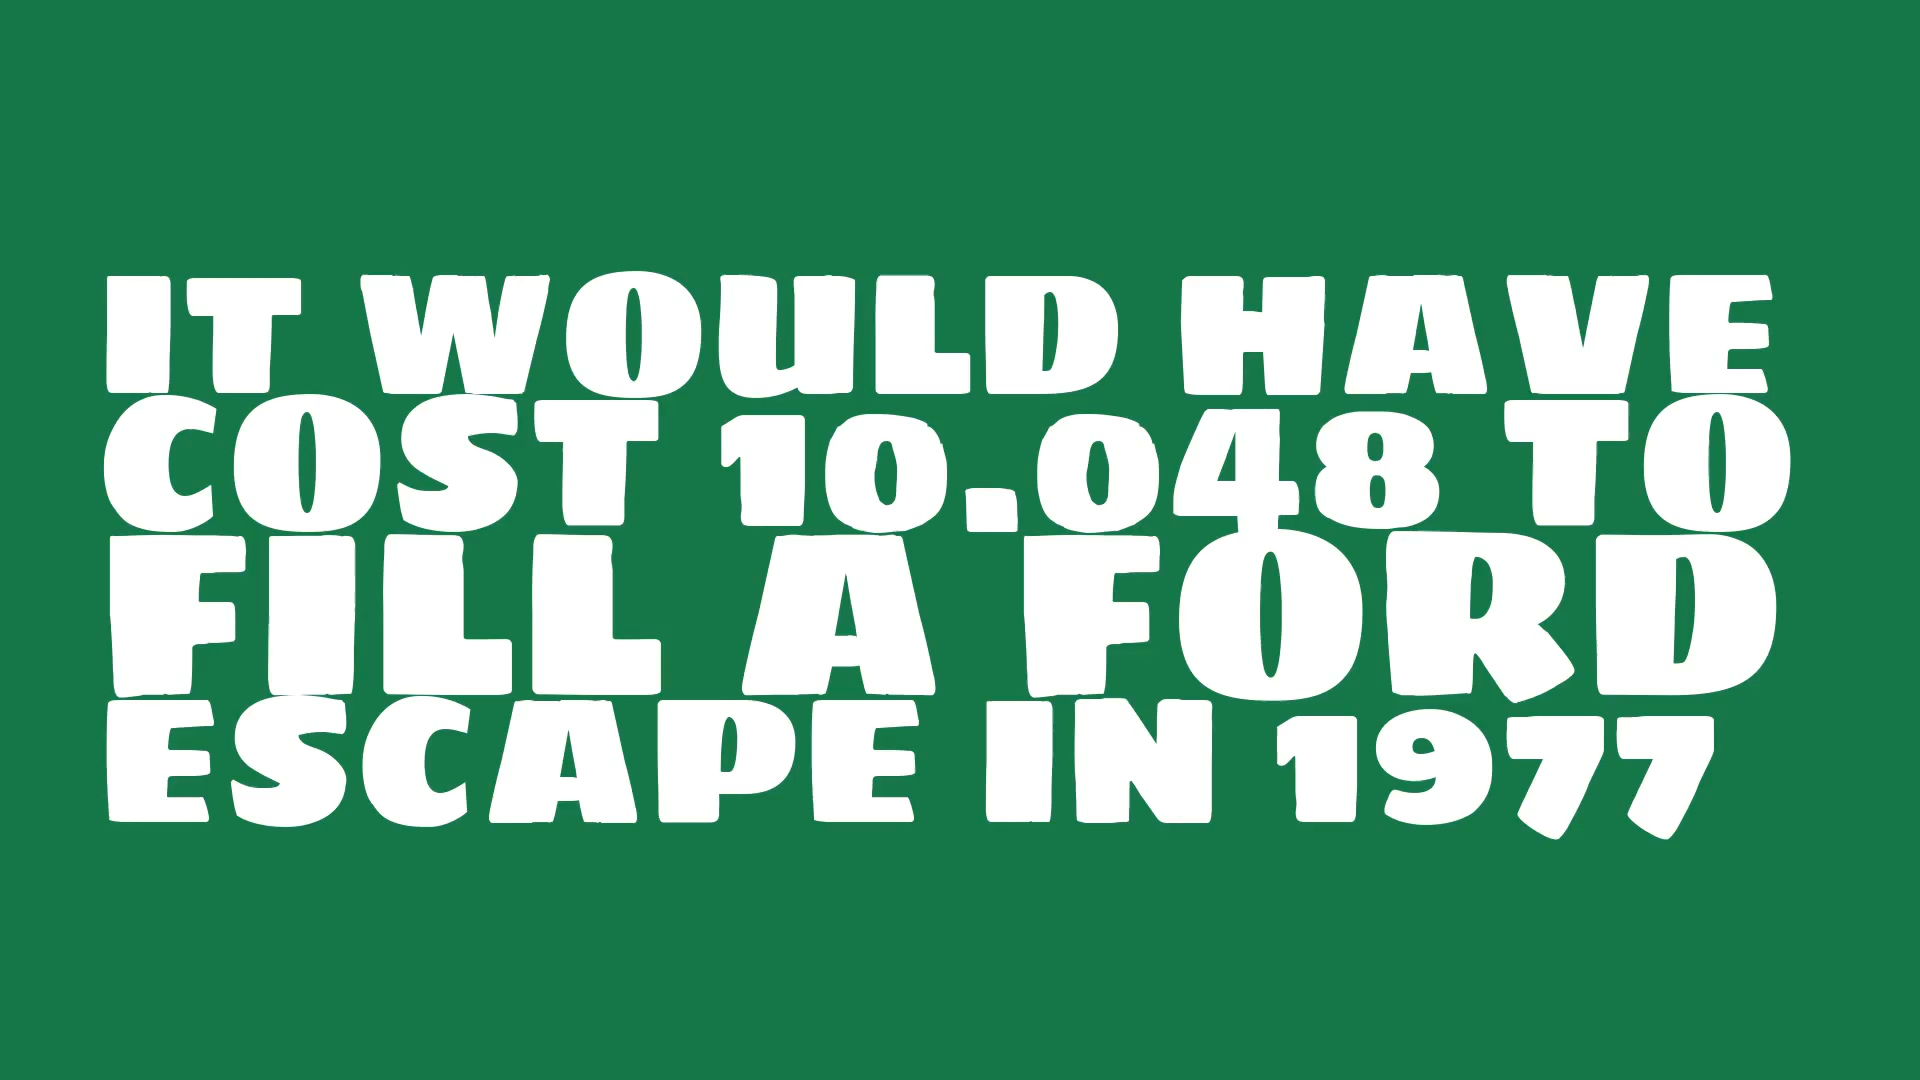 IT WOULD HAVE
COST 10.048 TO
FILL A FORD
ESCAPE IN 1977